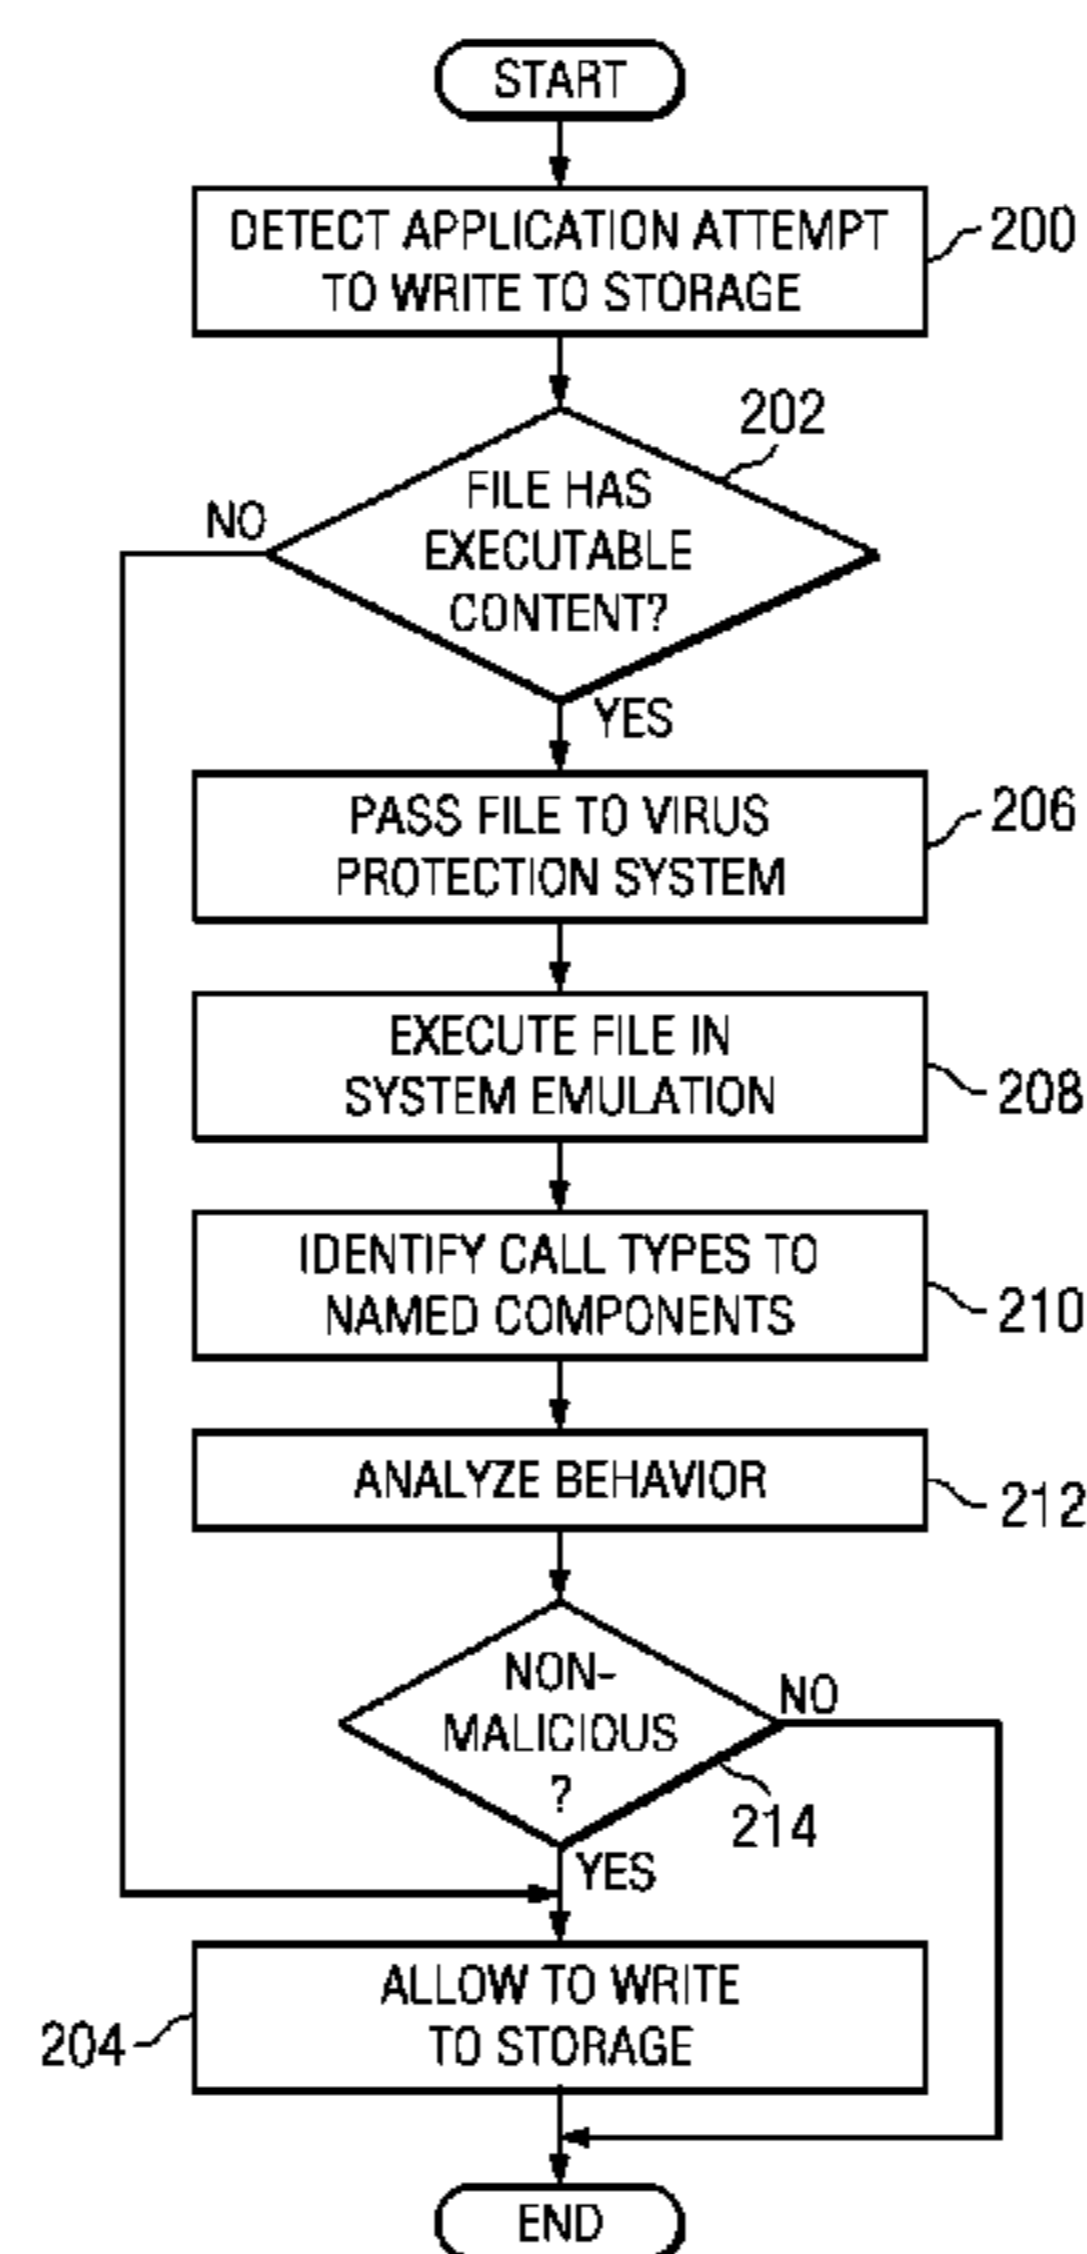 START
DETECT APPLICATION ATTEMPT
TO WRITE TO STORAGE
200
202
FILE HAS
EXECUTABLE
CONTENT?
NO
YES
PASS FILE TO VIRUS
PROTECTION SYSTEM
206
EXECUTE FILE IN
SYSTEM EMULATION
208
IDENTIFY CALL TYPES TO
NAMED COMPONENTS
210
ANALYZE BEHAVIOR
212
NON-
MALICIOUS
?
NO
214
YES
ALLOW TO WRITE
TO STORAGE
204
END